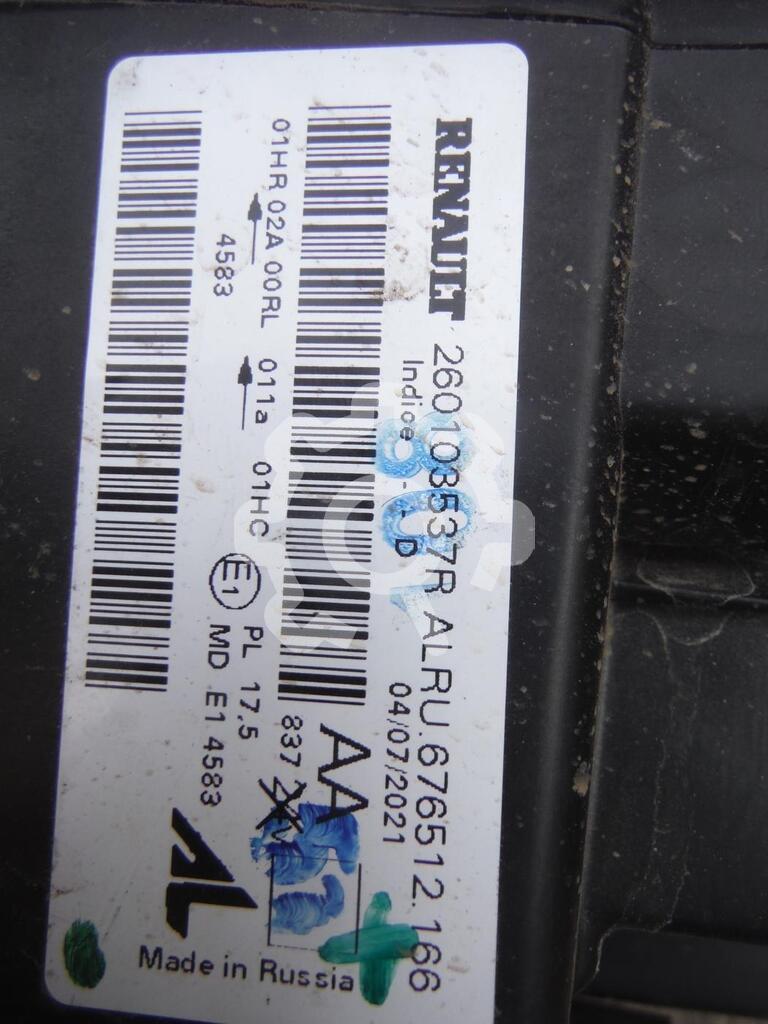 RENAULT 260103537R ALRU.676512.166
Indice - - D 04/07/2021
AA
837
01HR 02A 00RL 011a 01HC E1 PL 17,5
4583 MD E1 4583
AL
Made in Russia